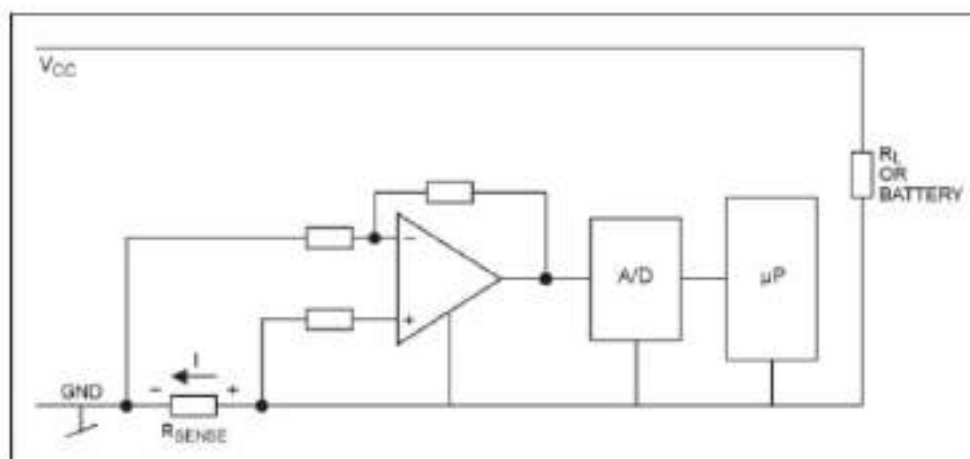 VCC
RL
OR
BATTERY
−
A/D
µP
+
I
GND
−
+
RSENSE